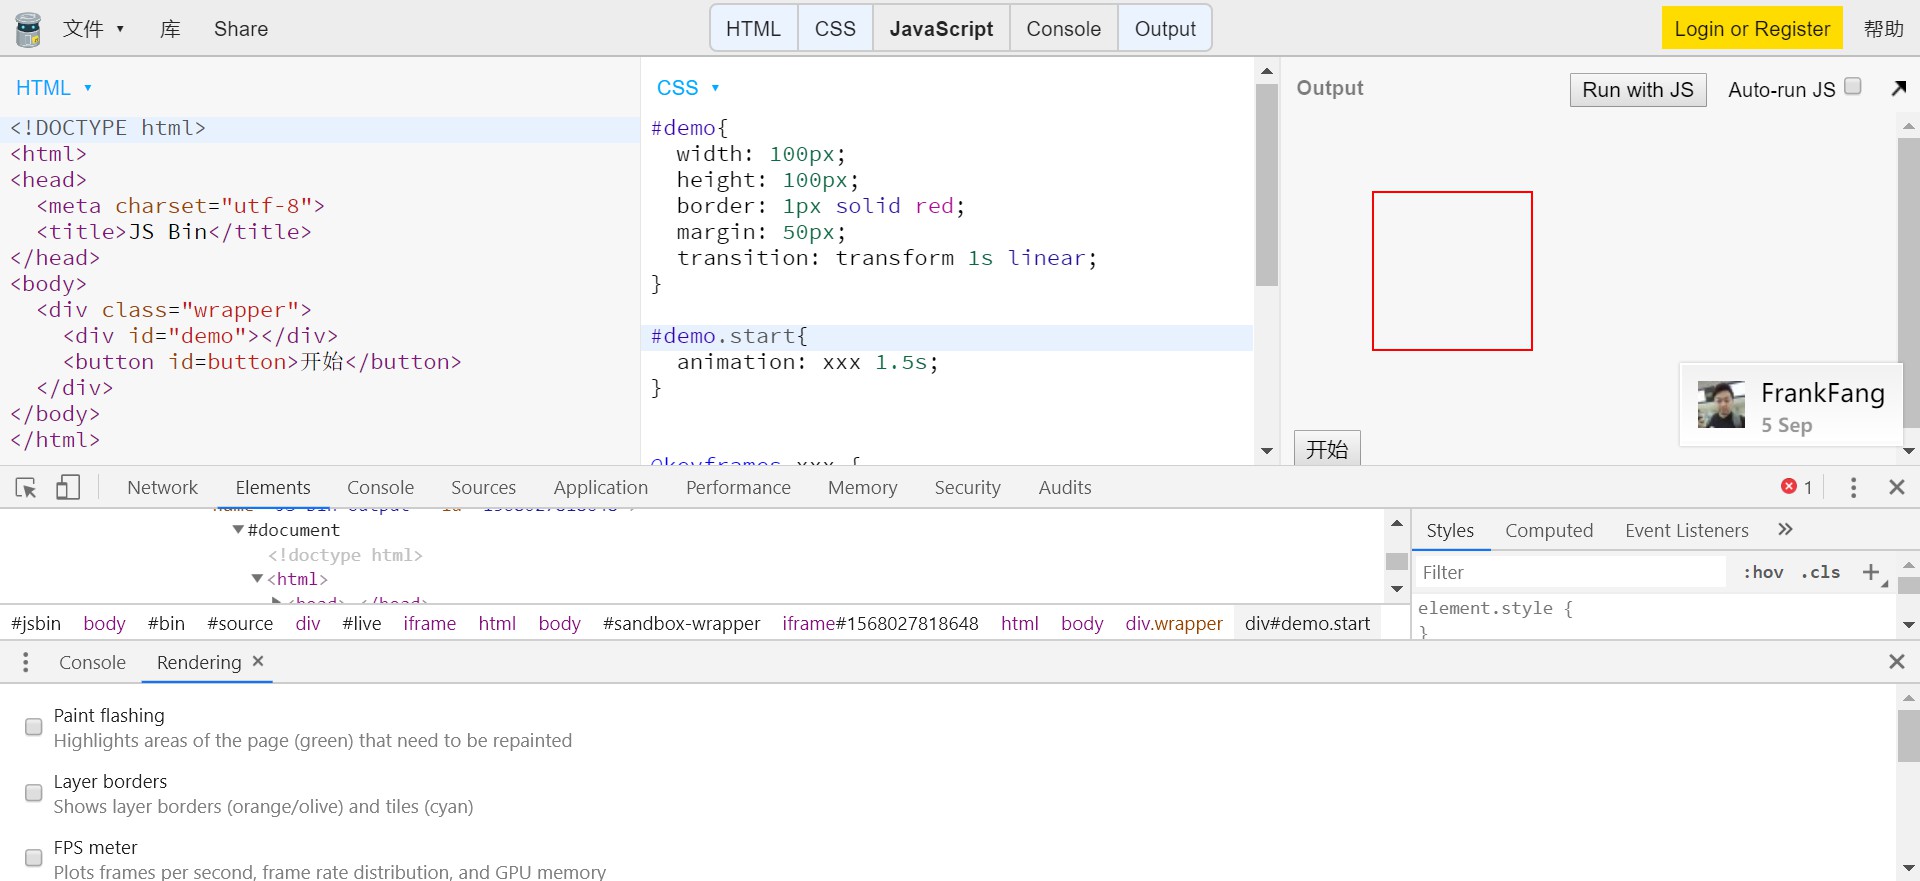 文件 ▾ 库 Share HTML CSS JavaScript Console Output Login or Register 帮助
HTML ▾
<!DOCTYPE html>
<html>
<head>
  <meta charset="utf-8">
  <title>JS Bin</title>
</head>
<body>
  <div class="wrapper">
    <div id="demo"></div>
    <button id=button>开始</button>
  </div>
</body>
</html>
CSS ▾
#demo{
  width: 100px;
  height: 100px;
  border: 1px solid red;
  margin: 50px;
  transition: transform 1s linear;
}
#demo.start{
  animation: xxx 1.5s;
}
@keyframes xxx {
Output Run with JS Auto-run JS
FrankFang
5 Sep
开始
Network Elements Console Sources Application Performance Memory Security Audits 1
#document
<!doctype html>
<html>
<head>
</head>
#jsbin body #bin #source div #live iframe html body #sandbox-wrapper iframe#1568027818648 html body div.wrapper div#demo.start
Styles Computed Event Listeners »
Filter :hov .cls +
element.style {
}
Console Rendering ×
Paint flashing
Highlights areas of the page (green) that need to be repainted
Layer borders
Shows layer borders (orange/olive) and tiles (cyan)
FPS meter
Plots frames per second, frame rate distribution, and GPU memory